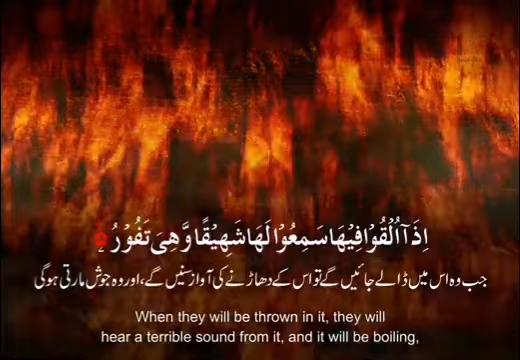 اِذَاۤ اُلْقُوْا فِيْهَا سَمِعُوْا لَهَا شَهِيْقًا وَّهِىَ تَفُوْرُ
جب وہ اس میں ڈالے جائیں گے تو اس کے دھاڑنے کی آواز سنیں گے، اور وہ جوش مارتی ہوگی
When they will be thrown in it, they will
hear a terrible sound from it, and it will be boiling,